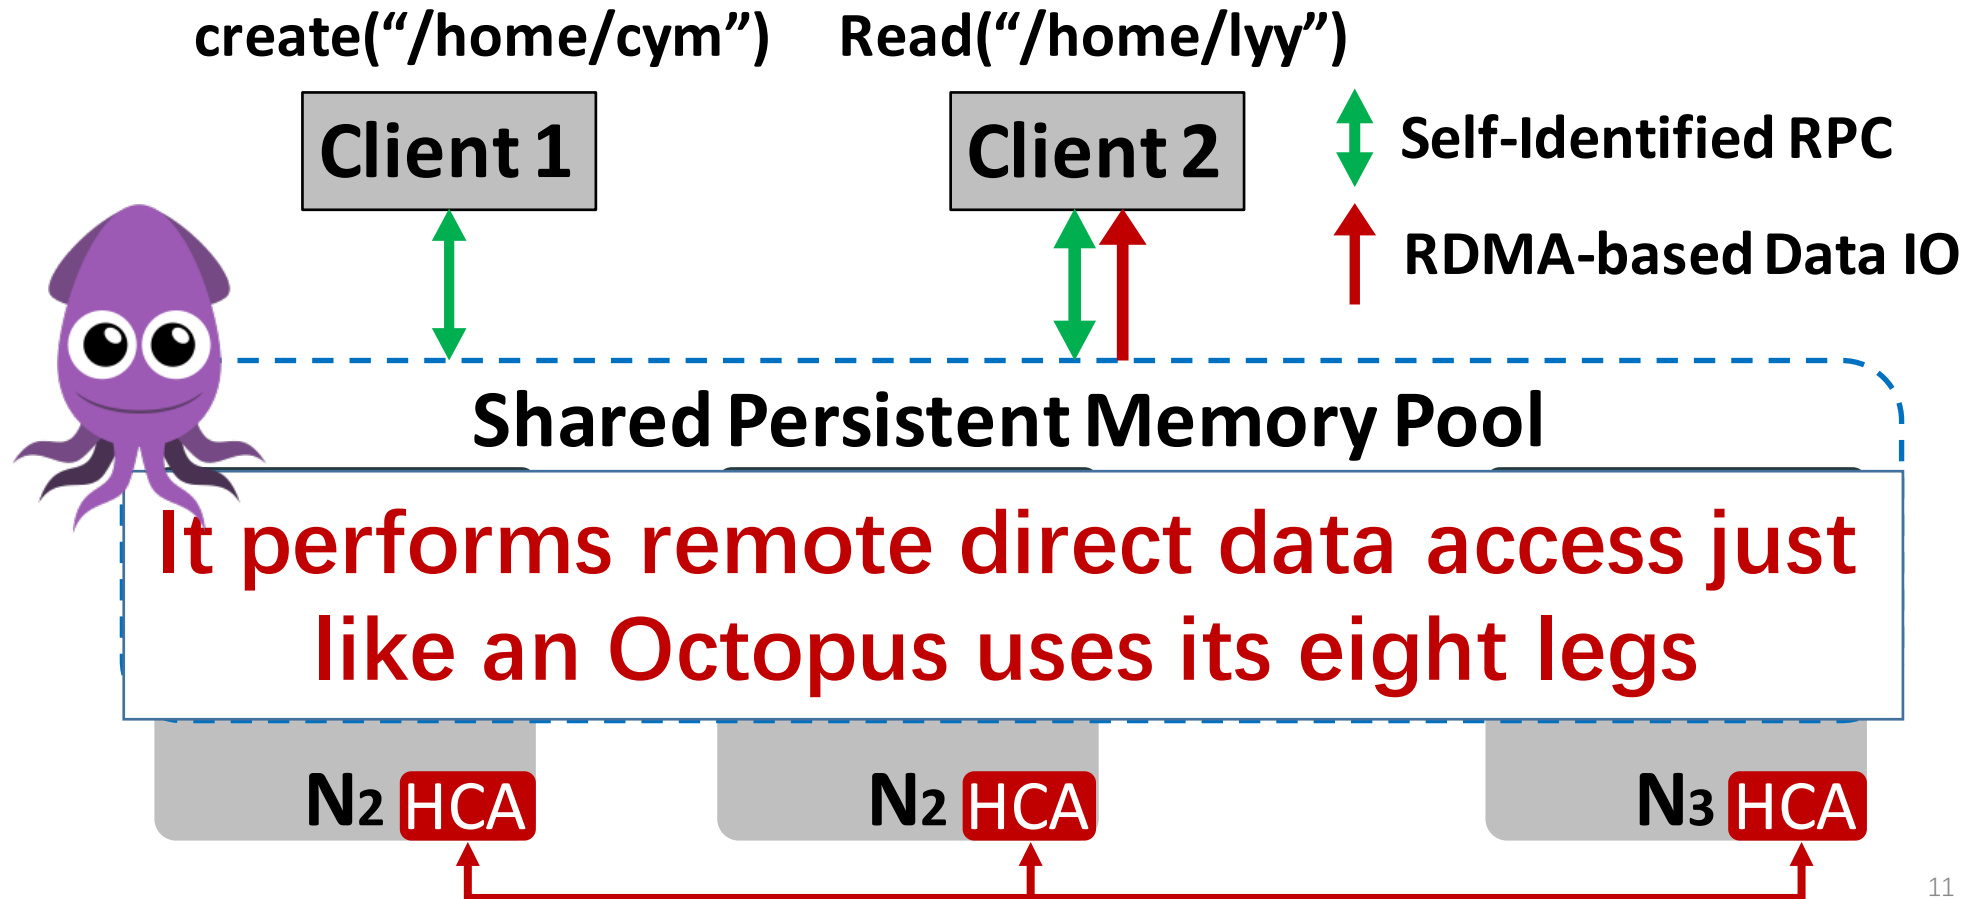 create(“/home/cym”) Read(“/home/lyy”)
Client 1
Client 2
Self-Identified RPC
RDMA-based Data IO
Shared Persistent Memory Pool
It performs remote direct data access just
like an Octopus uses its eight legs
N2 HCA
N2 HCA
N3 HCA
11